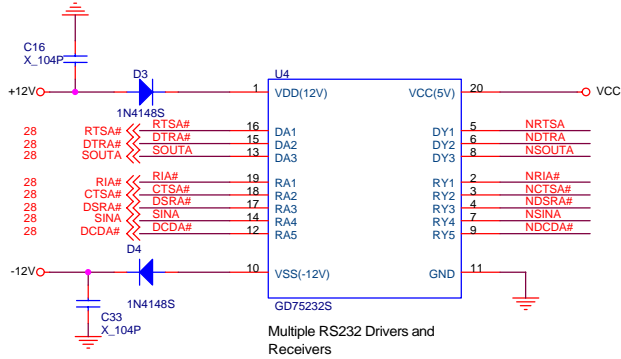 C16
X_104P
D3
U4
+12V
1N4148S
1
VDD(12V)
VCC(5V)
20
VCC
28
RTSA#
RTSA#
16
DA1
DY1
5
NRTSA
28
DTRA#
DTRA#
15
DA2
DY2
6
NDTRA
28
SOUTA
SOUTA
13
DA3
DY3
8
NSOUTA
28
RIA#
RIA#
19
RA1
RY1
2
NRIA#
28
CTSA#
CTSA#
18
RA2
RY2
3
NCTSA#
28
DSRA#
DSRA#
17
RA3
RY3
4
NDSRA#
28
SINA
SINA
14
RA4
RY4
7
NSINA
28
DCDA#
DCDA#
12
RA5
RY5
9
NDCDA#
D4
-12V
10
VSS(-12V)
GND
11
1N4148S
GD75232S
C33
X_104P
Multiple RS232 Drivers and
Receivers